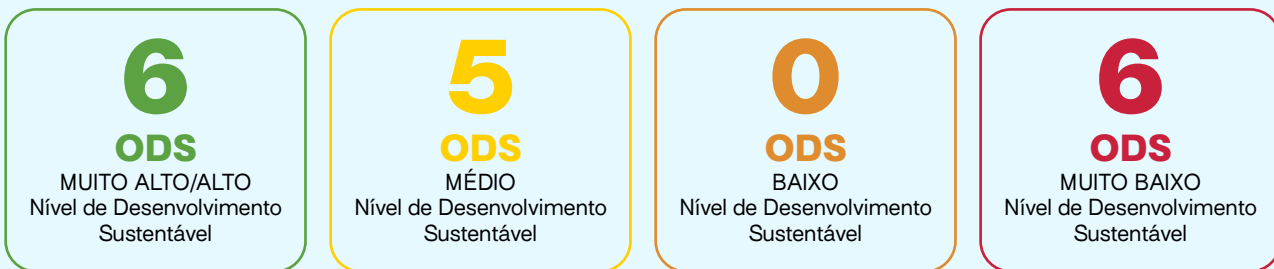 6
ODS
MUITO ALTO/ALTO
Nível de Desenvolvimento
Sustentável
5
ODS
MÉDIO
Nível de Desenvolvimento
Sustentável
0
ODS
BAIXO
Nível de Desenvolvimento
Sustentável
6
ODS
MUITO BAIXO
Nível de Desenvolvimento
Sustentável